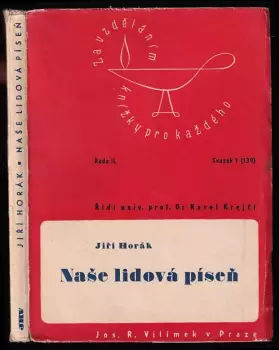 JIŘÍ HORÁK • NAŠE LIDOVÁ PÍSEŇ
Za vzděláním
knížky pro každého
Řada II.
Svazek 1 (139)
Řídí univ. prof. Dr Karel Krejčí
Jiří Horák
Naše lidová píseň
Jos. R. Vilímek v Praze